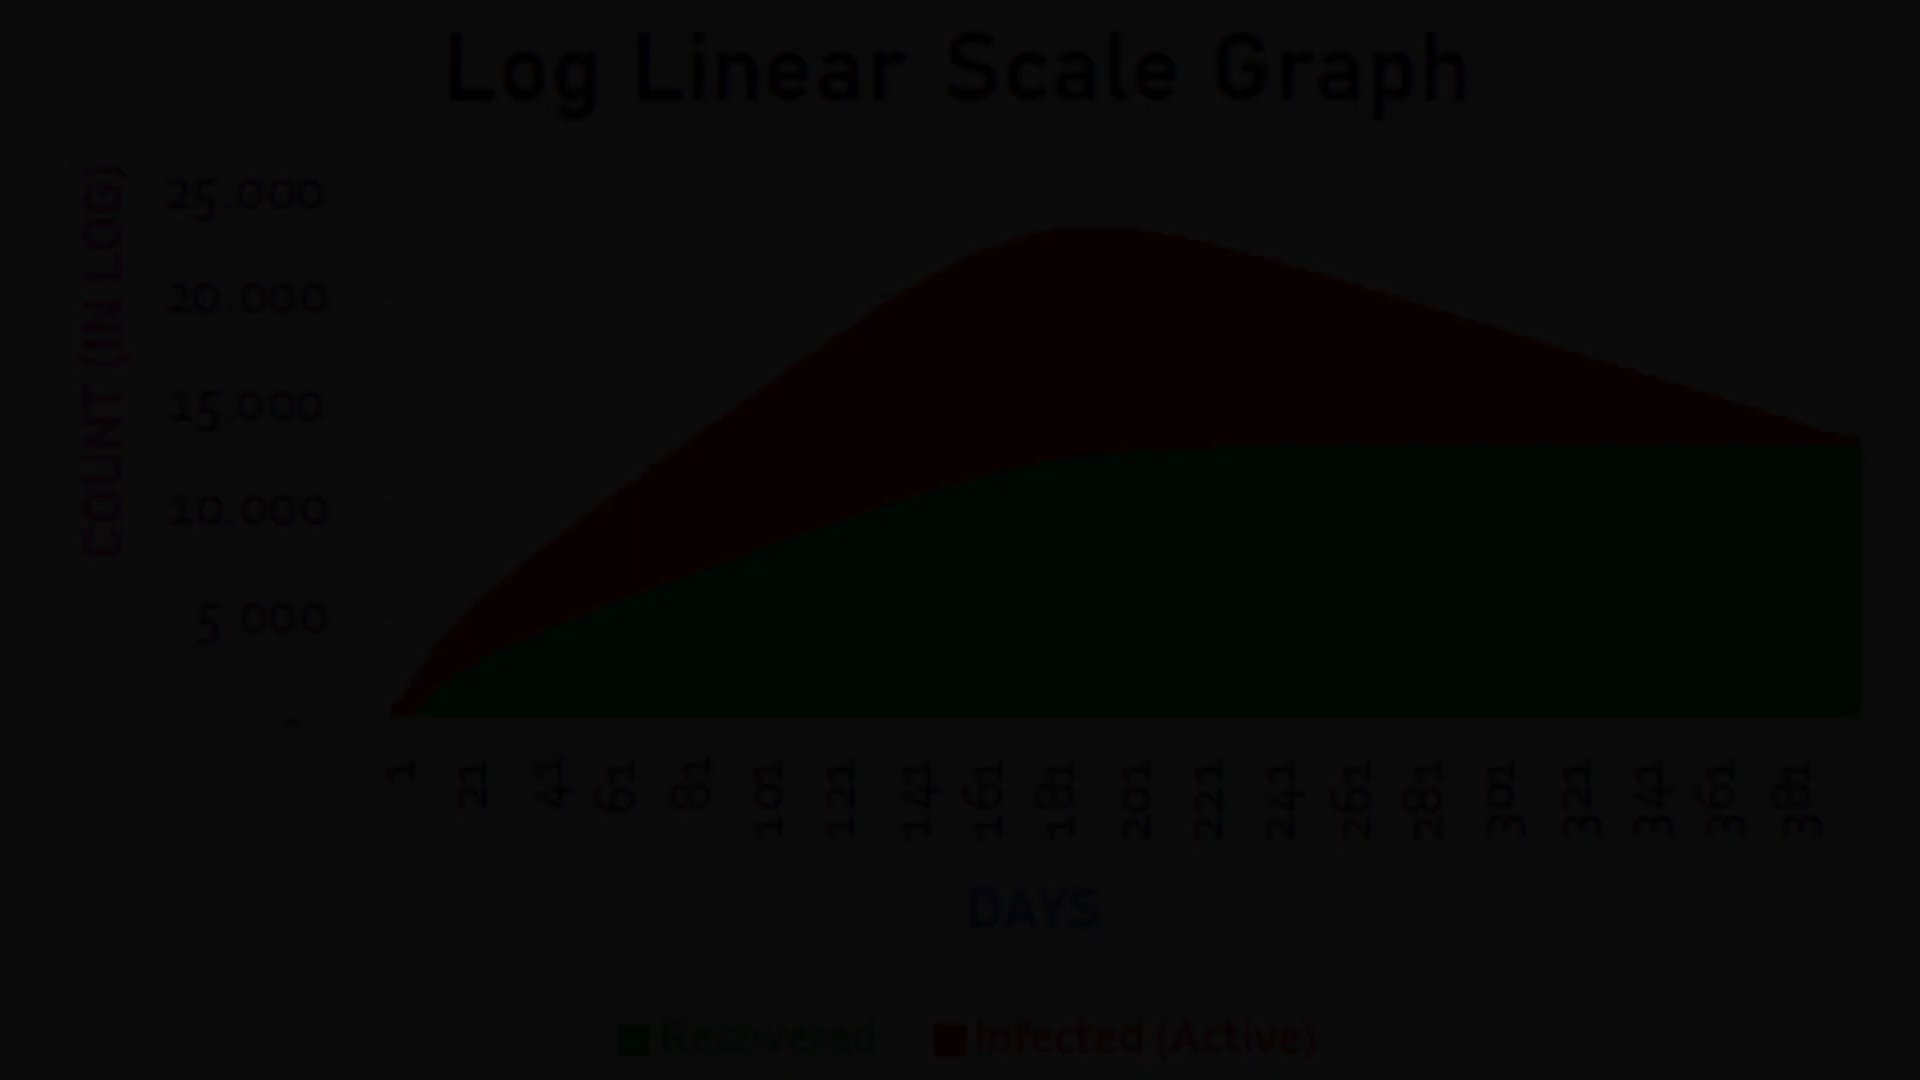 Log Linear Scale Graph
COUNT (IN LOG)
25.000
20.000
15.000
10.000
5.000
-
1 21 41 61 81 101 121 141 161 181 201 221 241 261 281 301 321 341 361 381
DAYS
Recovered Infected (Active)